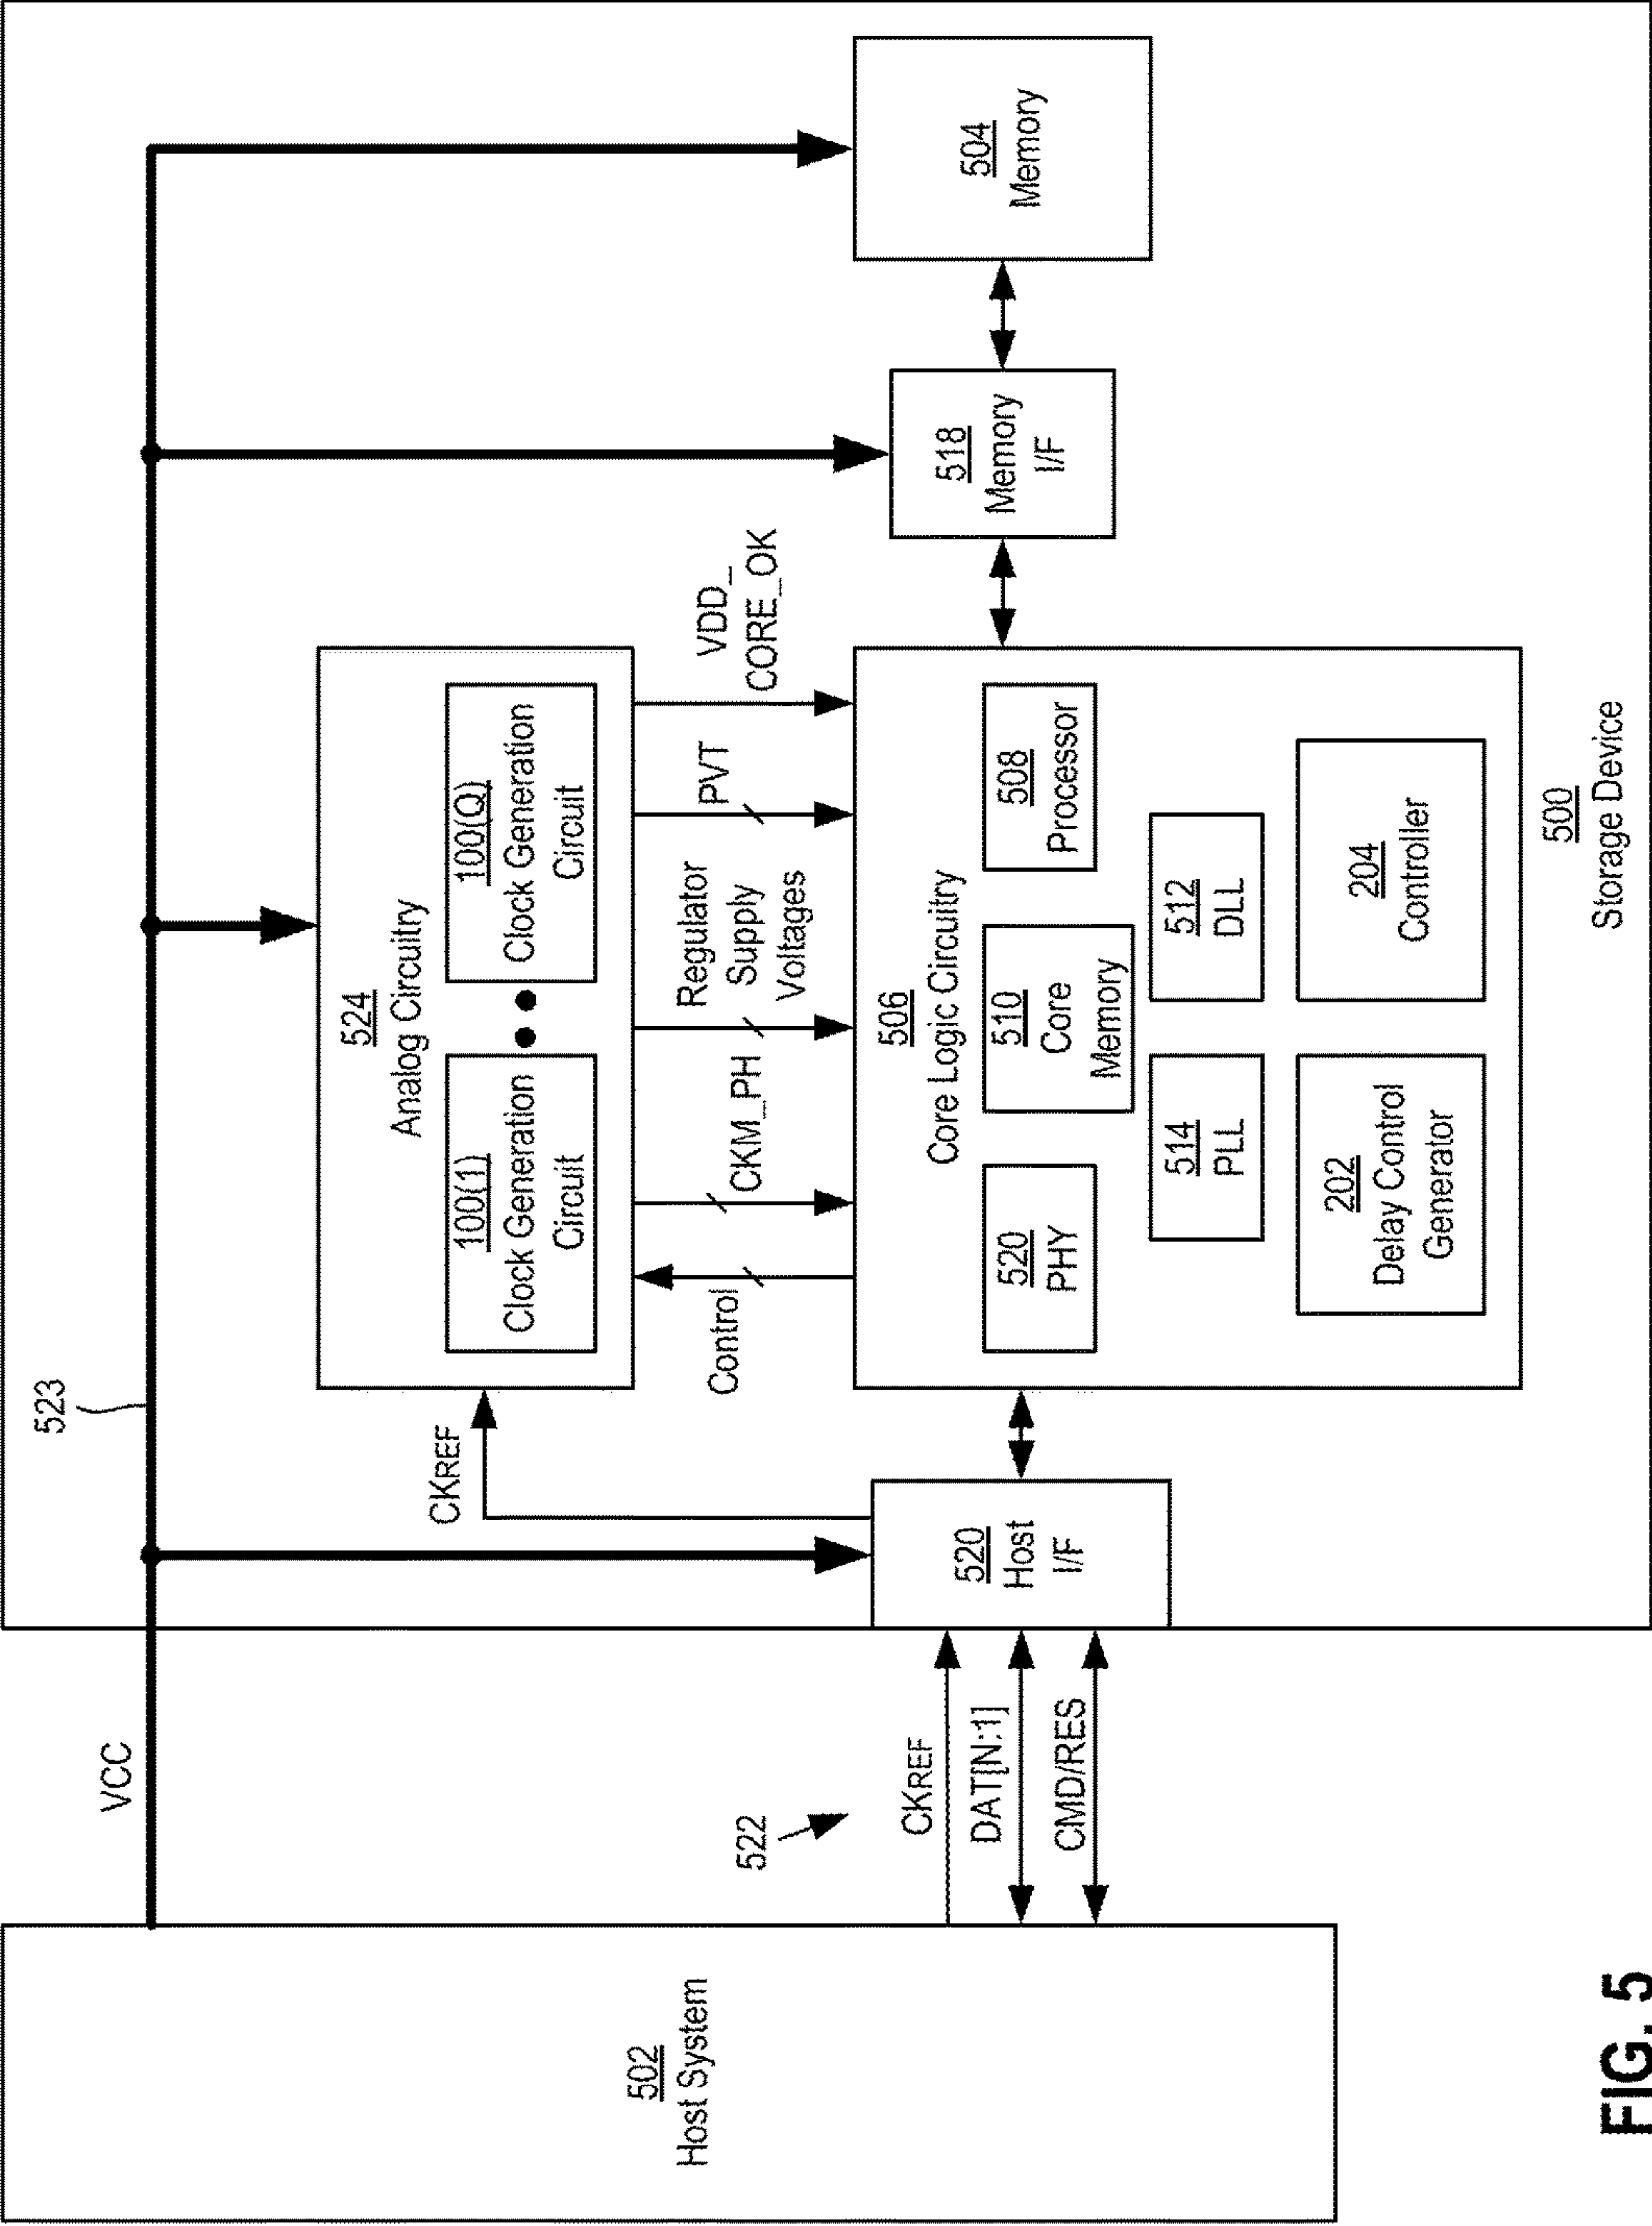 VCC
523
502
Host System
522
CKREF
DAT[N:1]
CMD/RES
CKREF
520
Host
I/F
524
Analog Circuitry
100(1)
Clock Generation
Circuit
100(Q)
Clock Generation
Circuit
Control
CKM_PH
Regulator
Supply
Voltages
PVT
VDD_
CORE_OK
506
Core Logic Circuitry
520
PHY
510
Core
Memory
508
Processor
514
PLL
512
DLL
202
Delay Control
Generator
204
Controller
518
Memory
I/F
504
Memory
500
Storage Device
FIG. 5